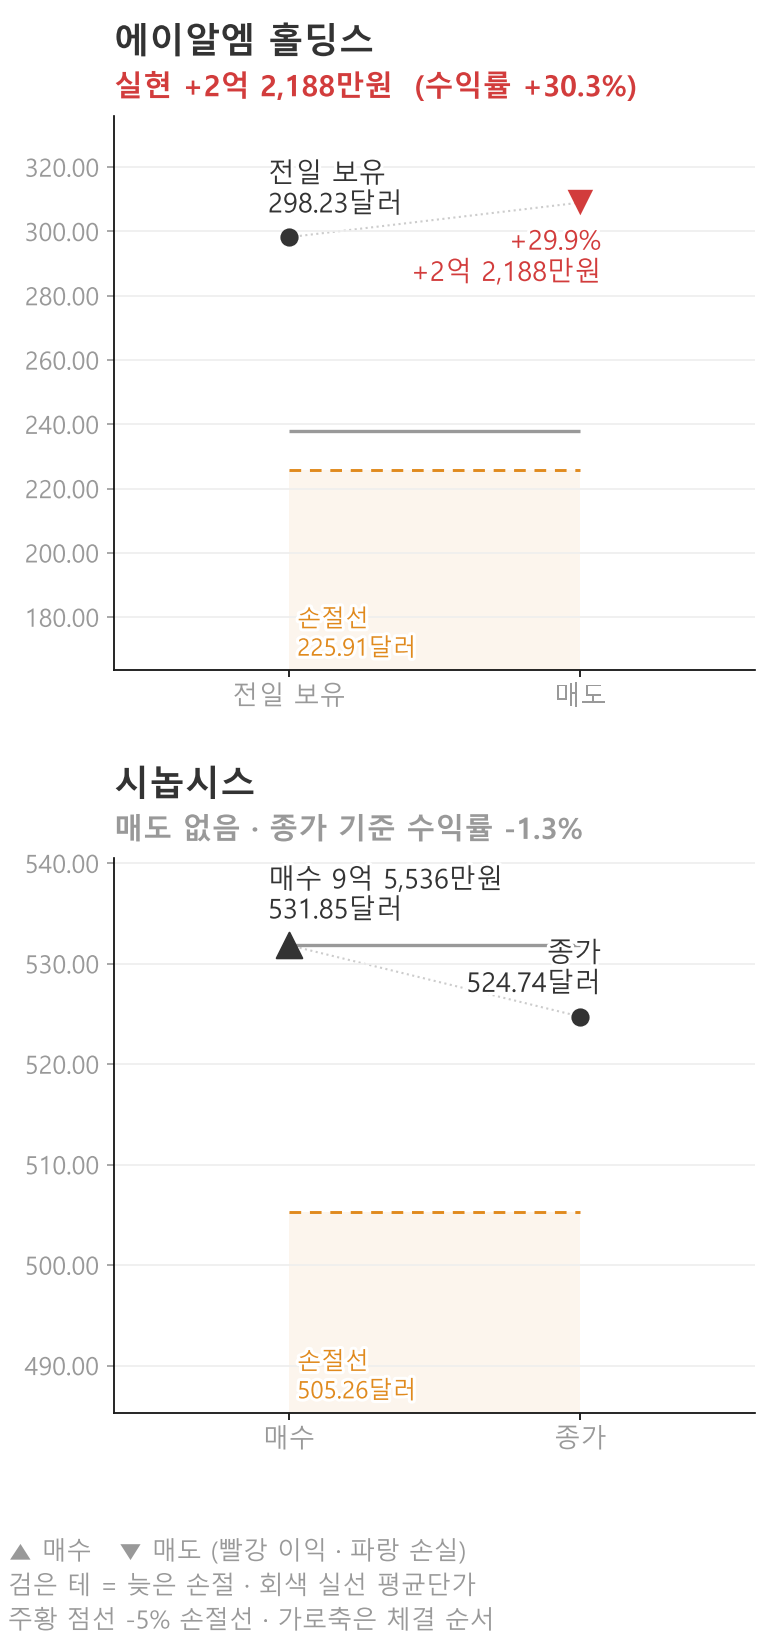 에이알엠 홀딩스
실현 +2억 2,188만원 (수익률 +30.3%)
320.00
전일 보유
298.23달러
300.00
+29.9%
+2억 2,188만원
280.00
260.00
240.00
220.00
200.00
180.00
손절선
225.91달러
전일 보유 매도
시놉시스
매도 없음 · 종가 기준 수익률 -1.3%
540.00
매수 9억 5,536만원
531.85달러
종가
530.00
524.74달러
520.00
510.00
500.00
490.00
손절선
505.26달러
매수 종가
▲ 매수 ▼ 매도 (빨강 이익 · 파랑 손실)
검은 테 = 늦은 손절 · 회색 실선 평균단가
주황 점선 -5% 손절선 · 가로축은 체결 순서